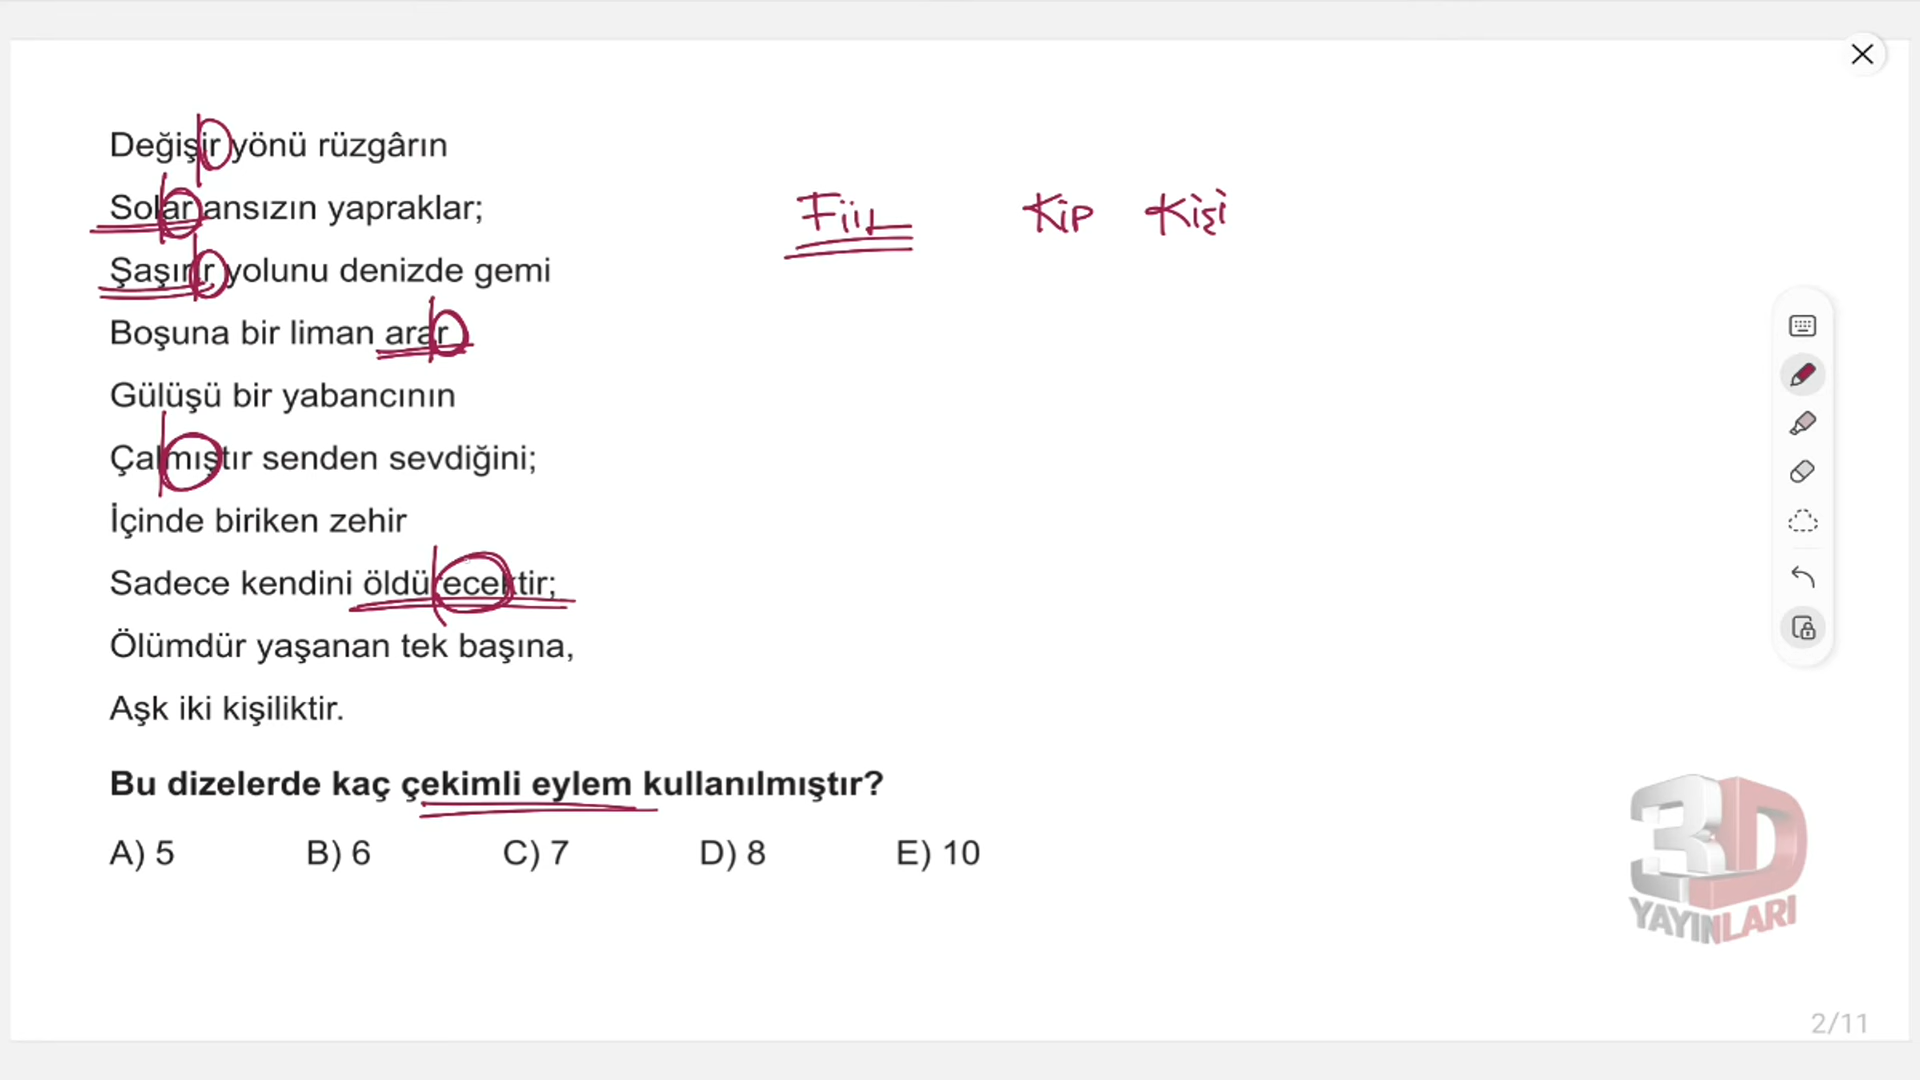 Değişir yönü rüzgârın
Solar ansızın yapraklar;
Fiil Kip Kişi
Şaşırır yolunu denizde gemi
Boşuna bir liman arar
Gülüşü bir yabancının
Çalmıştır senden sevdiğini;
İçinde biriken zehir
Sadece kendini öldürecektir;
Ölümdür yaşanan tek başına,
Aşk iki kişiliktir.
Bu dizelerde kaç çekimli eylem kullanılmıştır?
A) 5 B) 6 C) 7 D) 8 E) 10
3D
YAYINLARI
2/11